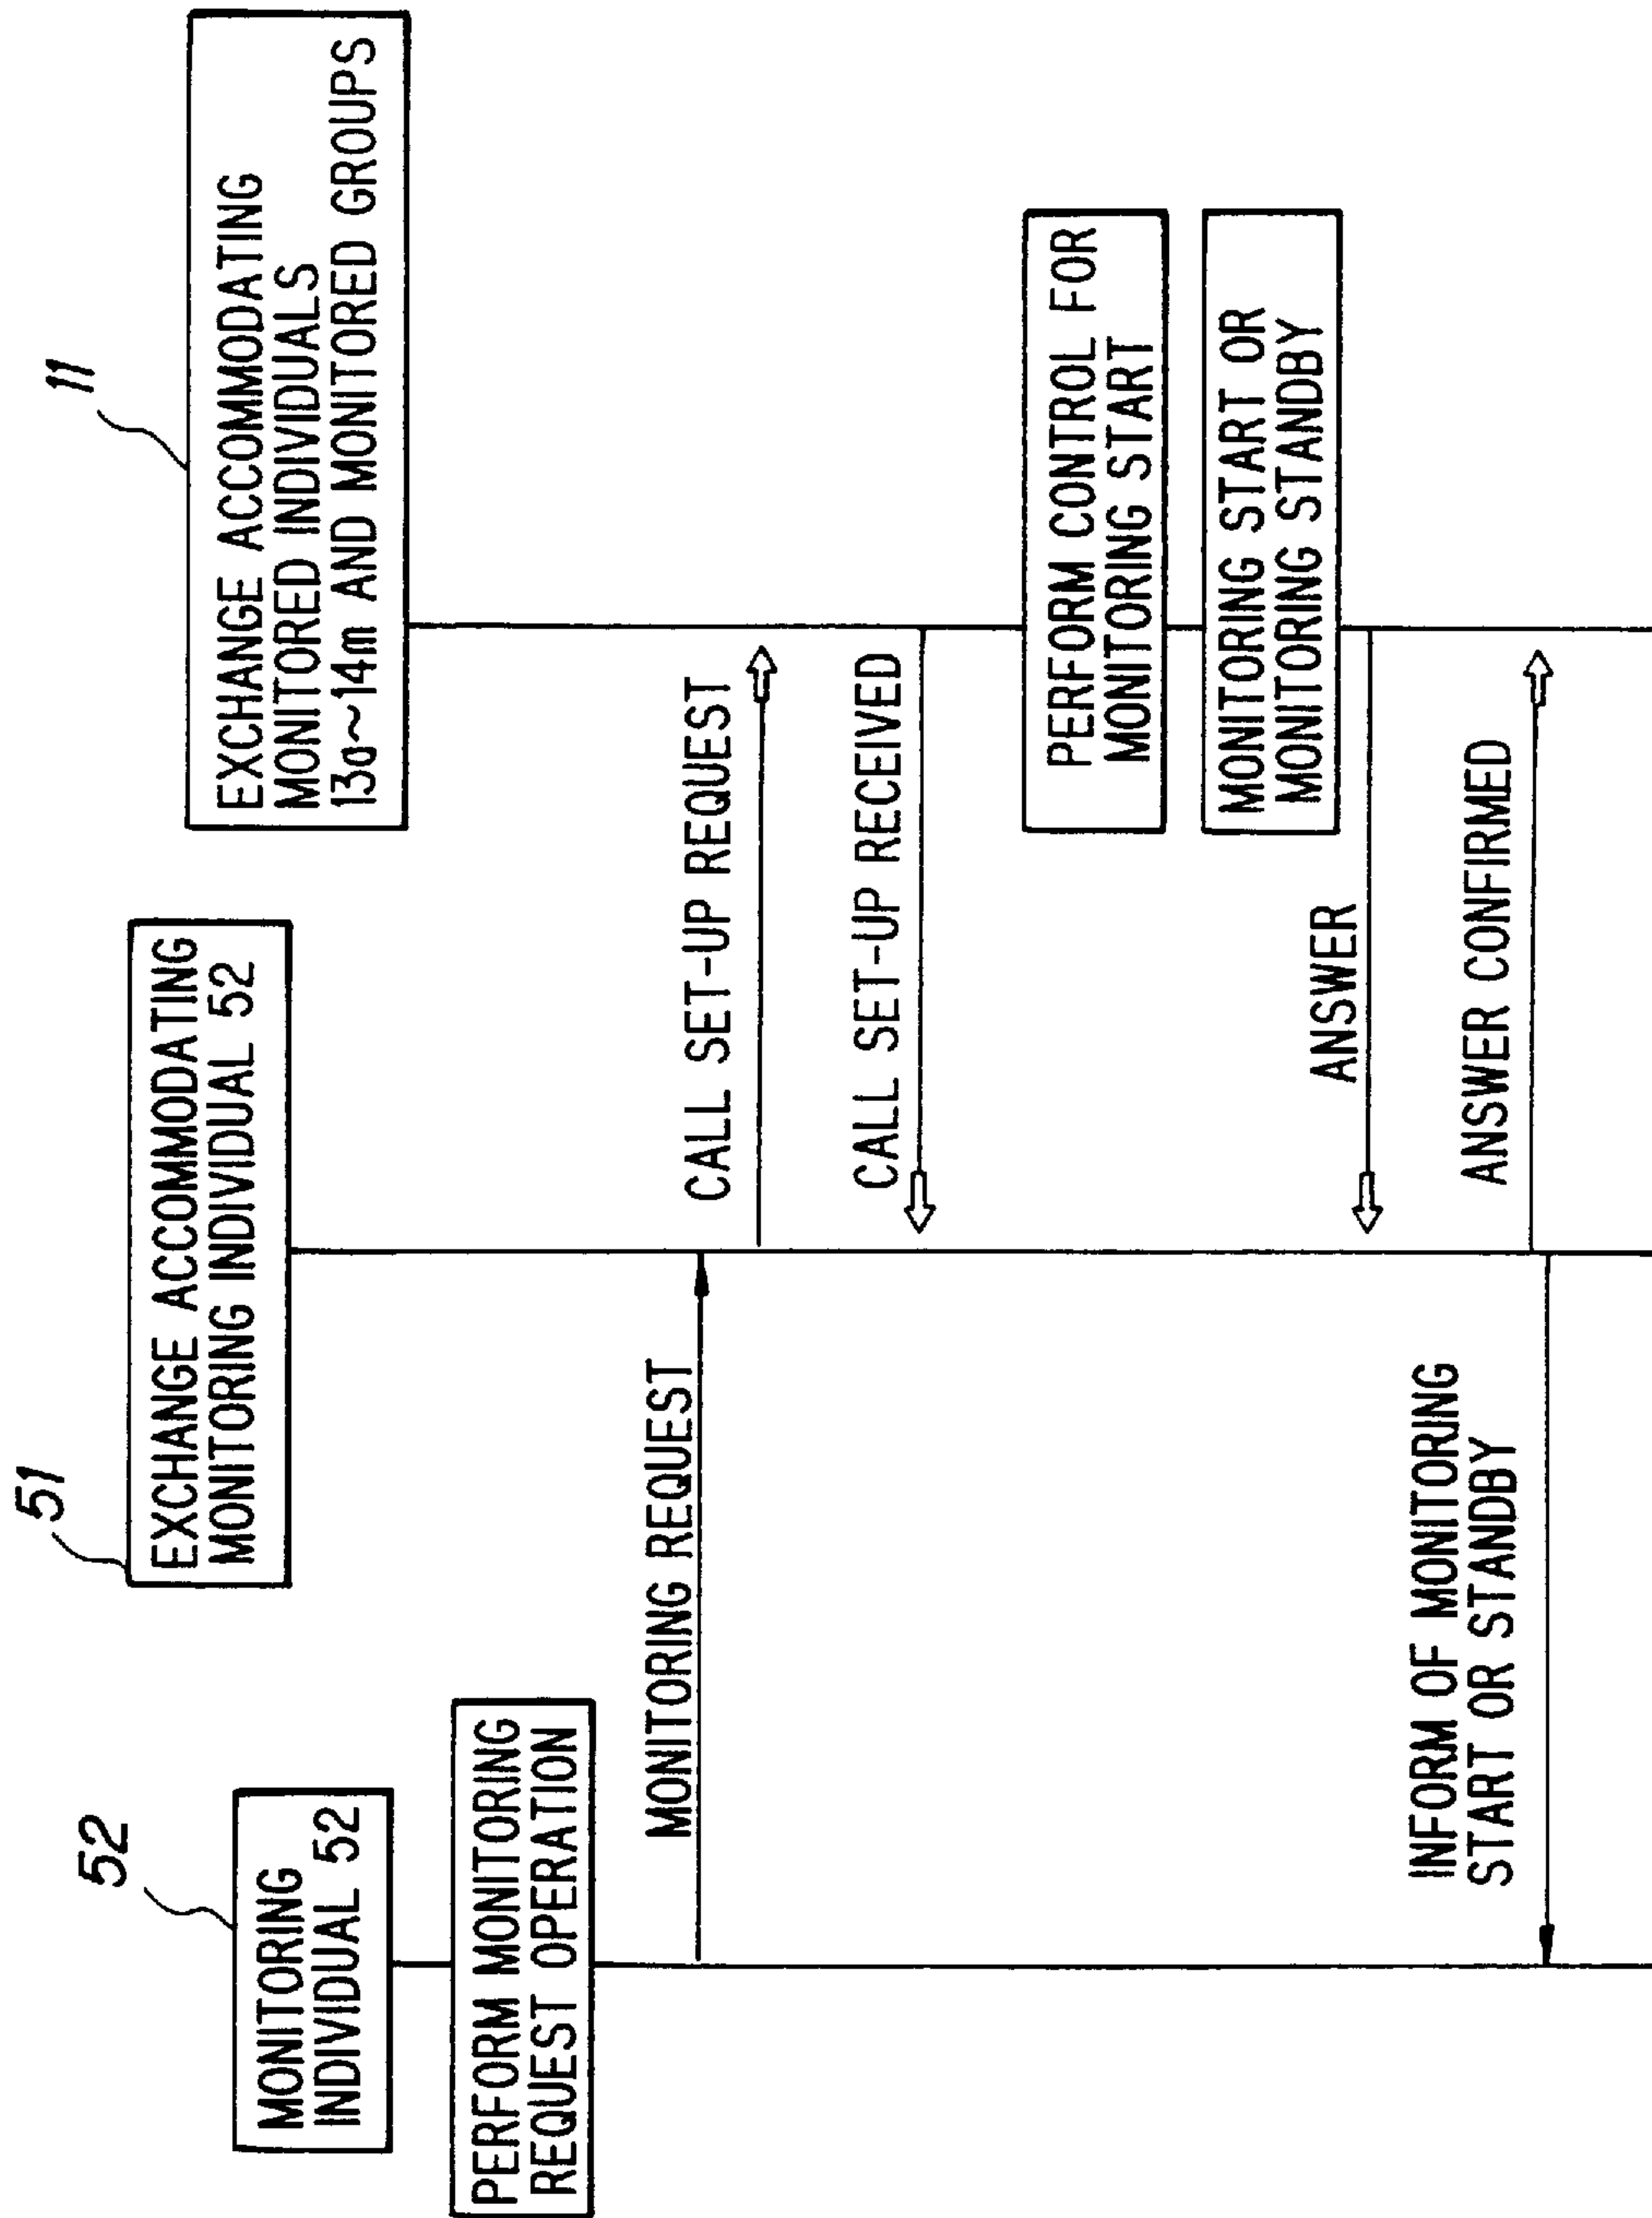 52
MONITORING
INDIVIDUAL 52
51
EXCHANGE ACCOMMODATING
MONITORING INDIVIDUAL 52
11
EXCHANGE ACCOMMODATING
MONITORED INDIVIDUALS
13a~14m AND MONITORED GROUPS
PERFORM MONITORING
REQUEST OPERATION
MONITORING REQUEST
CALL SET-UP REQUEST
CALL SET-UP RECEIVED
PERFORM CONTROL FOR
MONITORING START
MONITORING START OR
MONITORING STANDBY
ANSWER
ANSWER CONFIRMED
INFORM OF MONITORING
START OR STANDBY